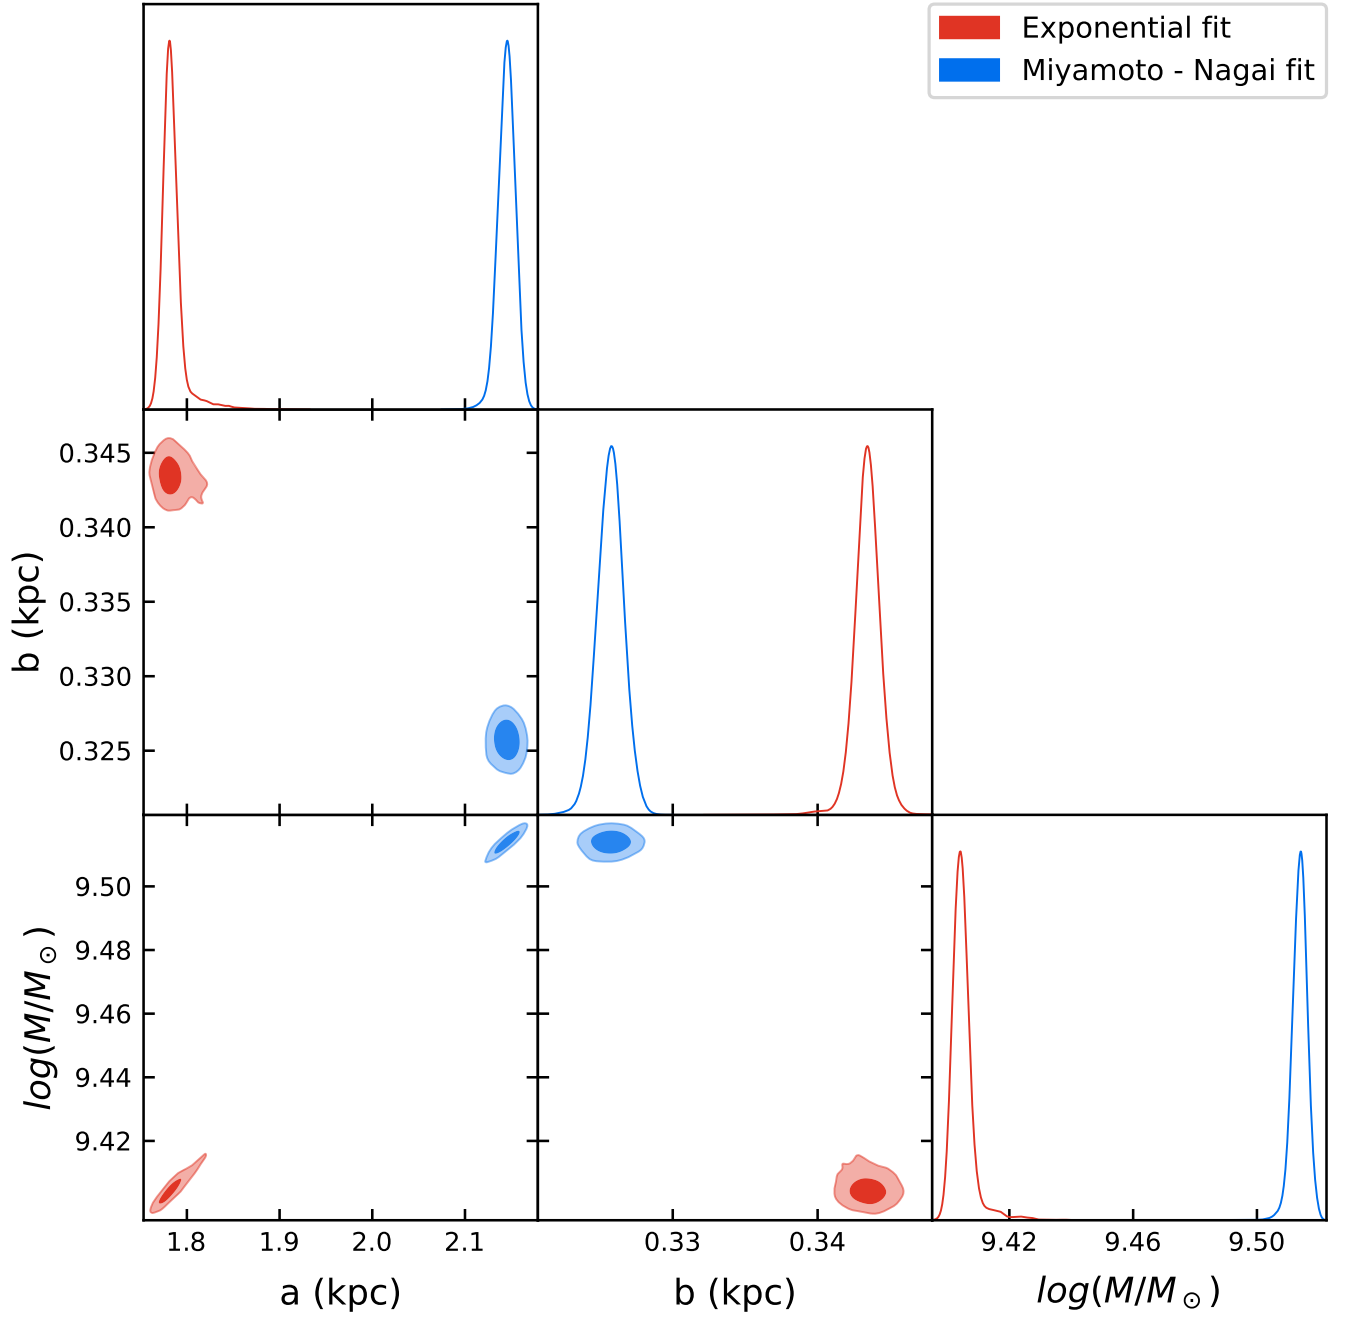 Exponential fit
Miyamoto - Nagai fit
0.345
0.340
0.335
0.330
0.325
b (kpc)
9.50
9.48
9.46
9.44
9.42
log(M/M⊙)
1.8 1.9 2.0 2.1
0.33 0.34
9.42 9.46 9.50
a (kpc)
b (kpc)
log(M/M⊙)